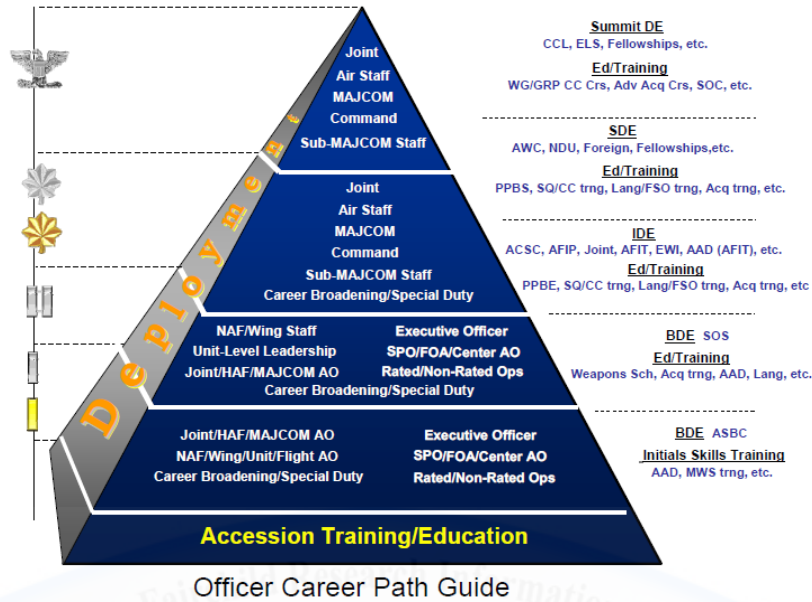 Summit DE
CCL, ELS, Fellowships, etc.
Ed/Training
WG/GRP CC Crs, Adv Acq Crs, SOC, etc.
Joint
Air Staff
MAJCOM
Command
Sub-MAJCOM Staff
SDE
AWC, NDU, Foreign, Fellowships,etc.
Ed/Training
PPBS, SQ/CC trng, Lang/FSO trng, Acq trng, etc.
Joint
Air Staff
MAJCOM
Command
Sub-MAJCOM Staff
Career Broadening/Special Duty
IDE
ACSC, AFIP, Joint, AFIT, EWI, AAD (AFIT), etc.
Ed/Training
PPBE, SQ/CC trng, Lang/FSO trng, Acq trng, etc
Deployment
NAF/Wing Staff Executive Officer
Unit-Level Leadership SPO/FOA/Center AO
Joint/HAF/MAJCOM AO Rated/Non-Rated Ops
Career Broadening/Special Duty
BDE SOS
Ed/Training
Weapons Sch, Acq trng, AAD, Lang, etc.
Joint/HAF/MAJCOM AO Executive Officer
NAF/Wing/Unit/Flight AO SPO/FOA/Center AO
Career Broadening/Special Duty Rated/Non-Rated Ops
BDE ASBC
Initials Skills Training
AAD, MWS trng, etc.
Accession Training/Education
Officer Career Path Guide